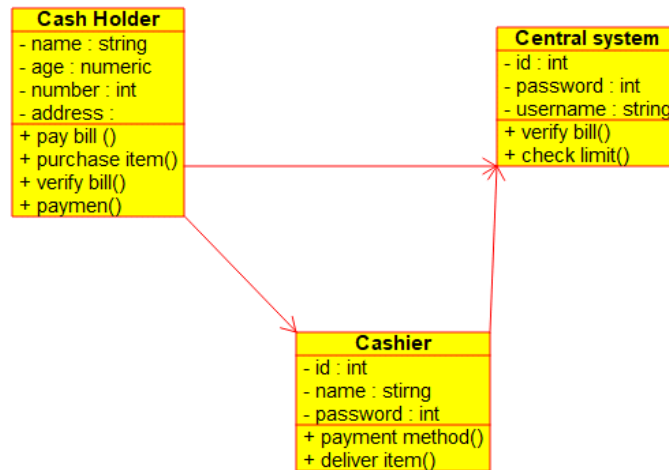 Cash Holder
- name : string
- age : numeric
- number : int
- address :
+ pay bill ()
+ purchase item()
+ verify bill()
+ paymen()
Central system
- id : int
- password : int
- username : string
+ verify bill()
+ check limit()
Cashier
- id : int
- name : stirng
- password : int
+ payment method()
+ deliver item()